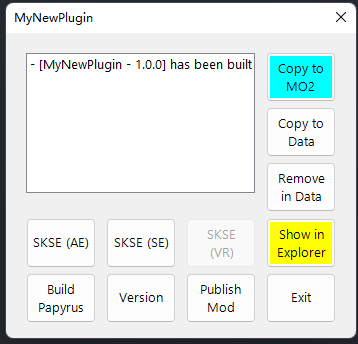 MyNewPlugin
- [MyNewPlugin - 1.0.0] has been built
Copy to
MO2
Copy to
Data
Remove
in Data
SKSE (AE)
SKSE (SE)
SKSE
(VR)
Show in
Explorer
Build
Papyrus
Version
Publish
Mod
Exit